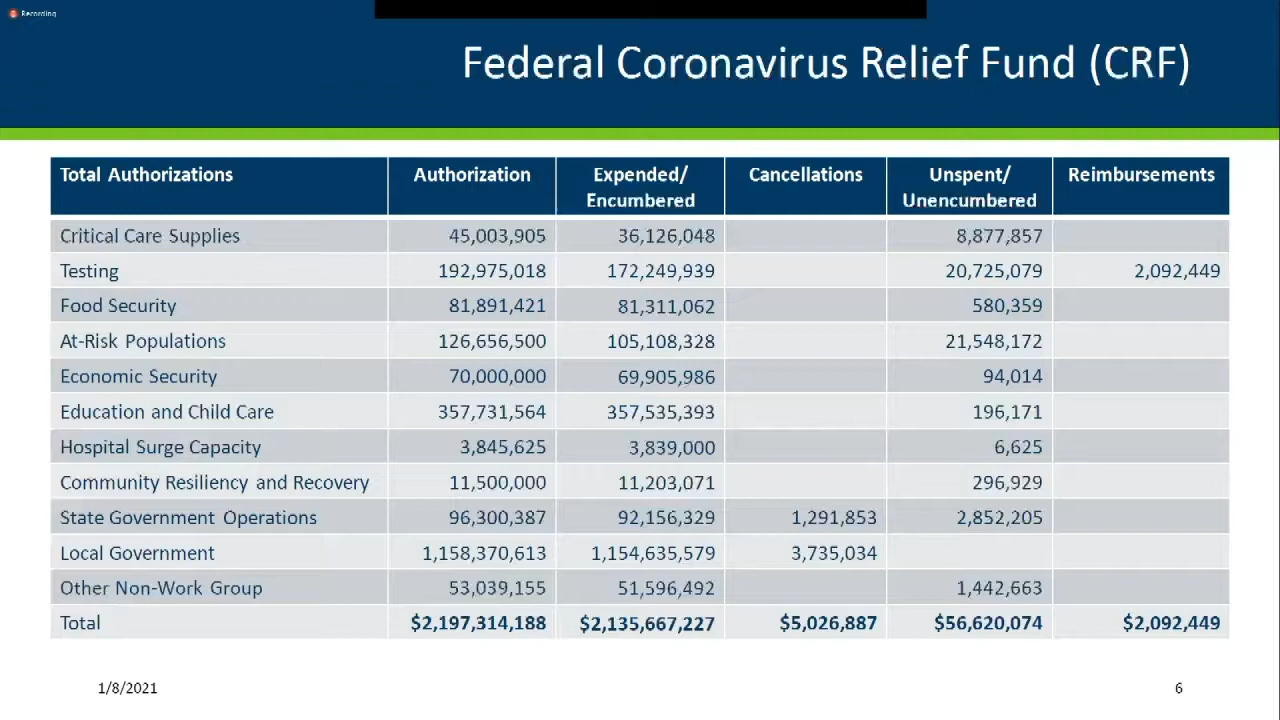 Recording
Federal Coronavirus Relief Fund (CRF)
Total Authorizations Authorization Expended/ Cancellations Unspent/ Reimbursements
Encumbered Unencumbered
Critical Care Supplies 45,003,905 36,126,048 8,877,857
Testing 192,975,018 172,249,939 20,725,079 2,092,449
Food Security 81,891,421 81,311,062 580,359
At-Risk Populations 126,656,500 105,108,328 21,548,172
Economic Security 70,000,000 69,905,986 94,014
Education and Child Care 357,731,564 357,535,393 196,171
Hospital Surge Capacity 3,845,625 3,839,000 6,625
Community Resiliency and Recovery 11,500,000 11,203,071 296,929
State Government Operations 96,300,387 92,156,329 1,291,853 2,852,205
Local Government 1,158,370,613 1,154,635,579 3,735,034
Other Non-Work Group 53,039,155 51,596,492 1,442,663
Total $2,197,314,188 $2,135,667,227 $5,026,887 $56,620,074 $2,092,449
1/8/2021 6